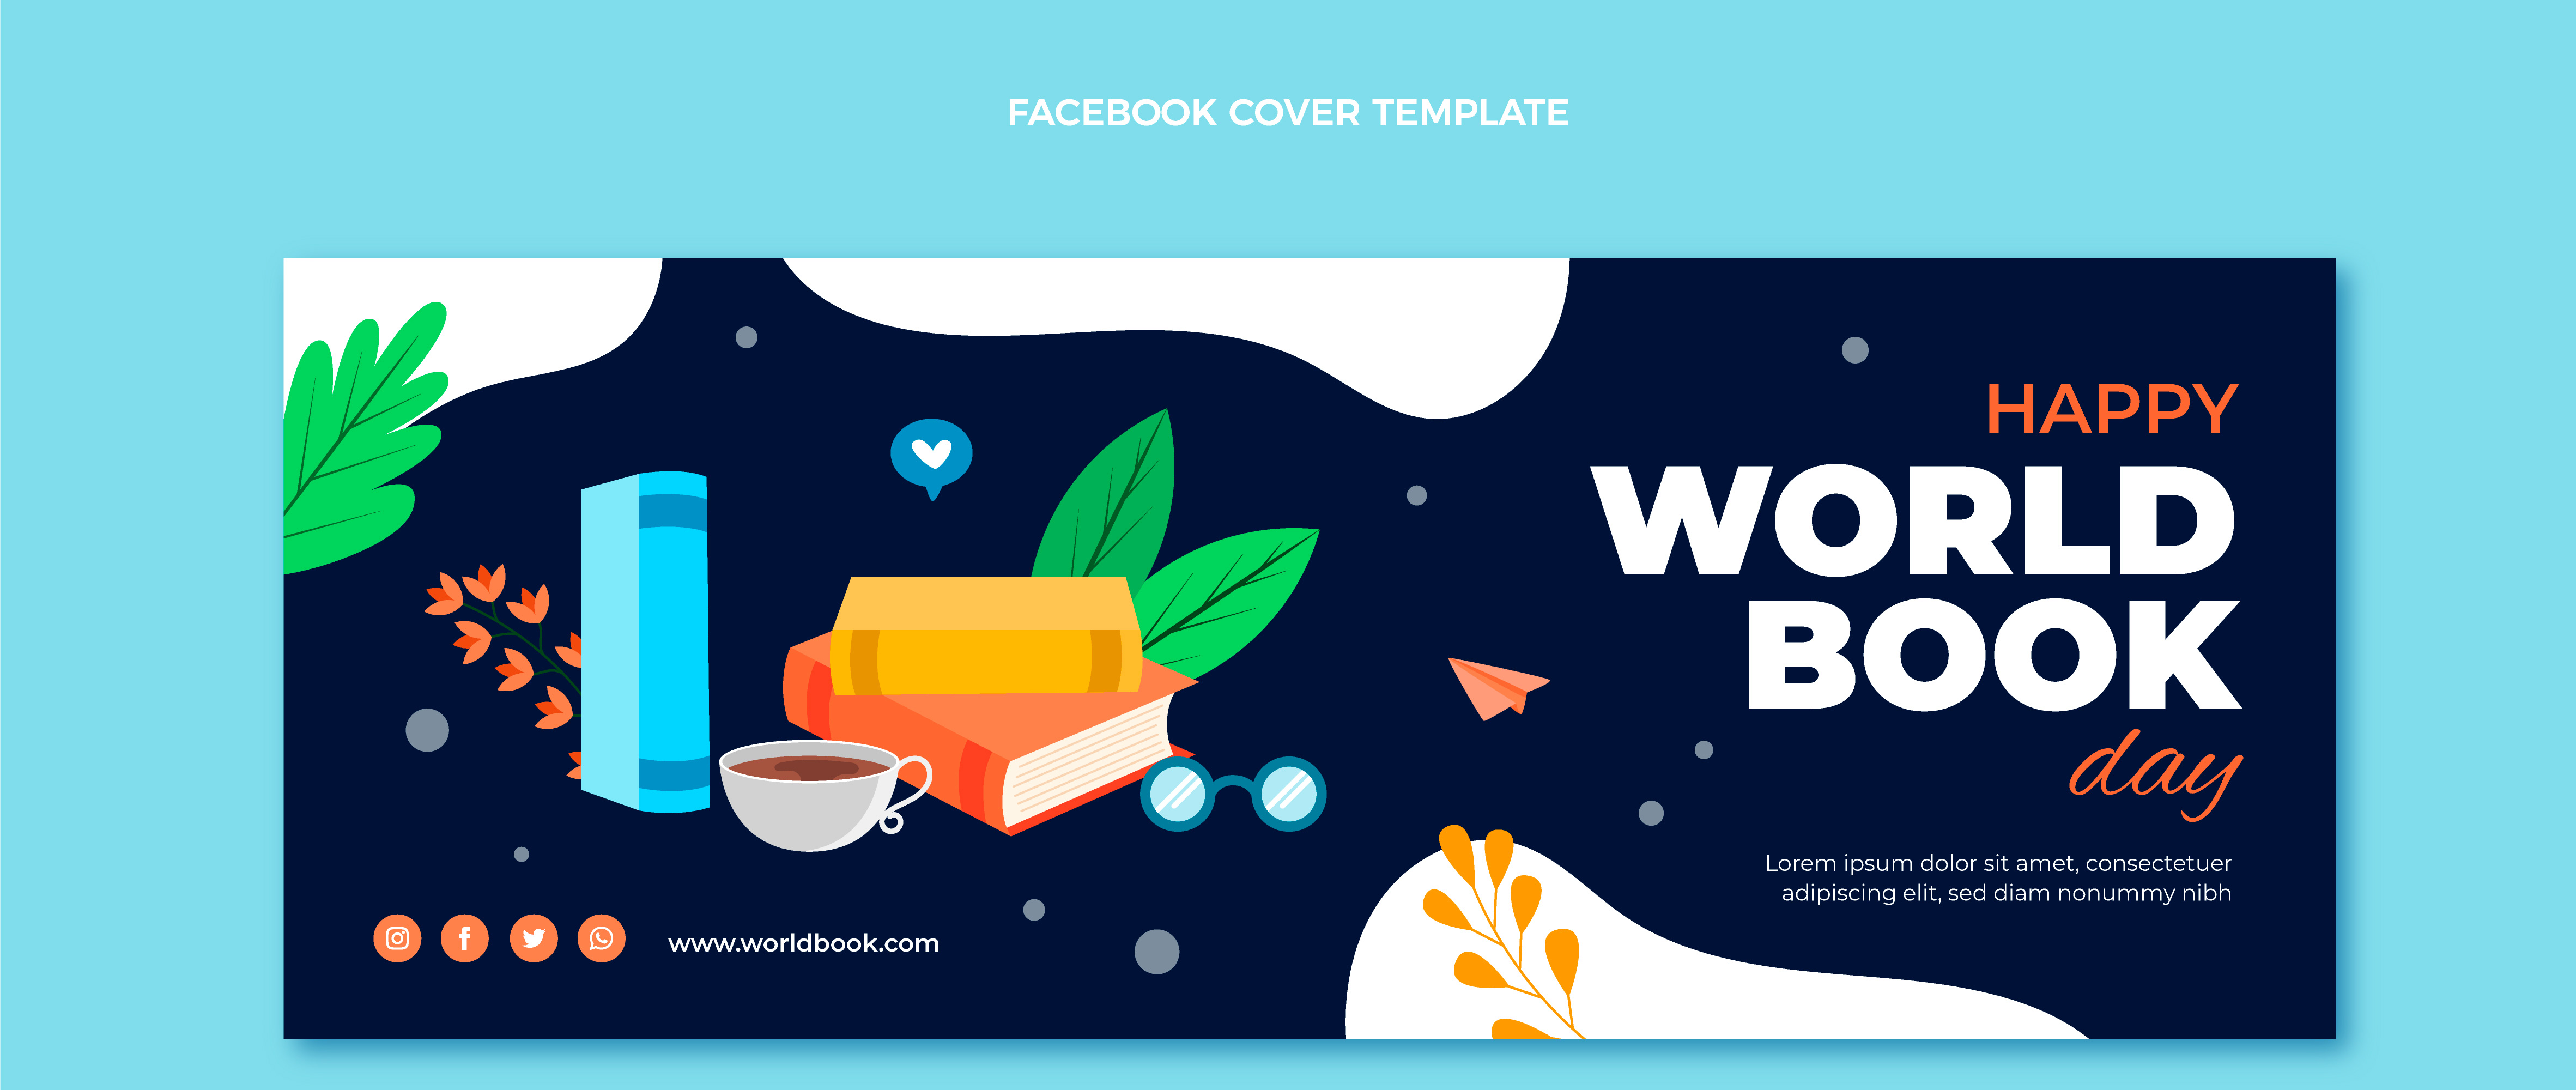 FACEBOOK COVER TEMPLATE
HAPPY
WORLD
BOOK
day
Lorem ipsum dolor sit amet, consectetuer
adipiscing elit, sed diam nonummy nibh
www.worldbook.com